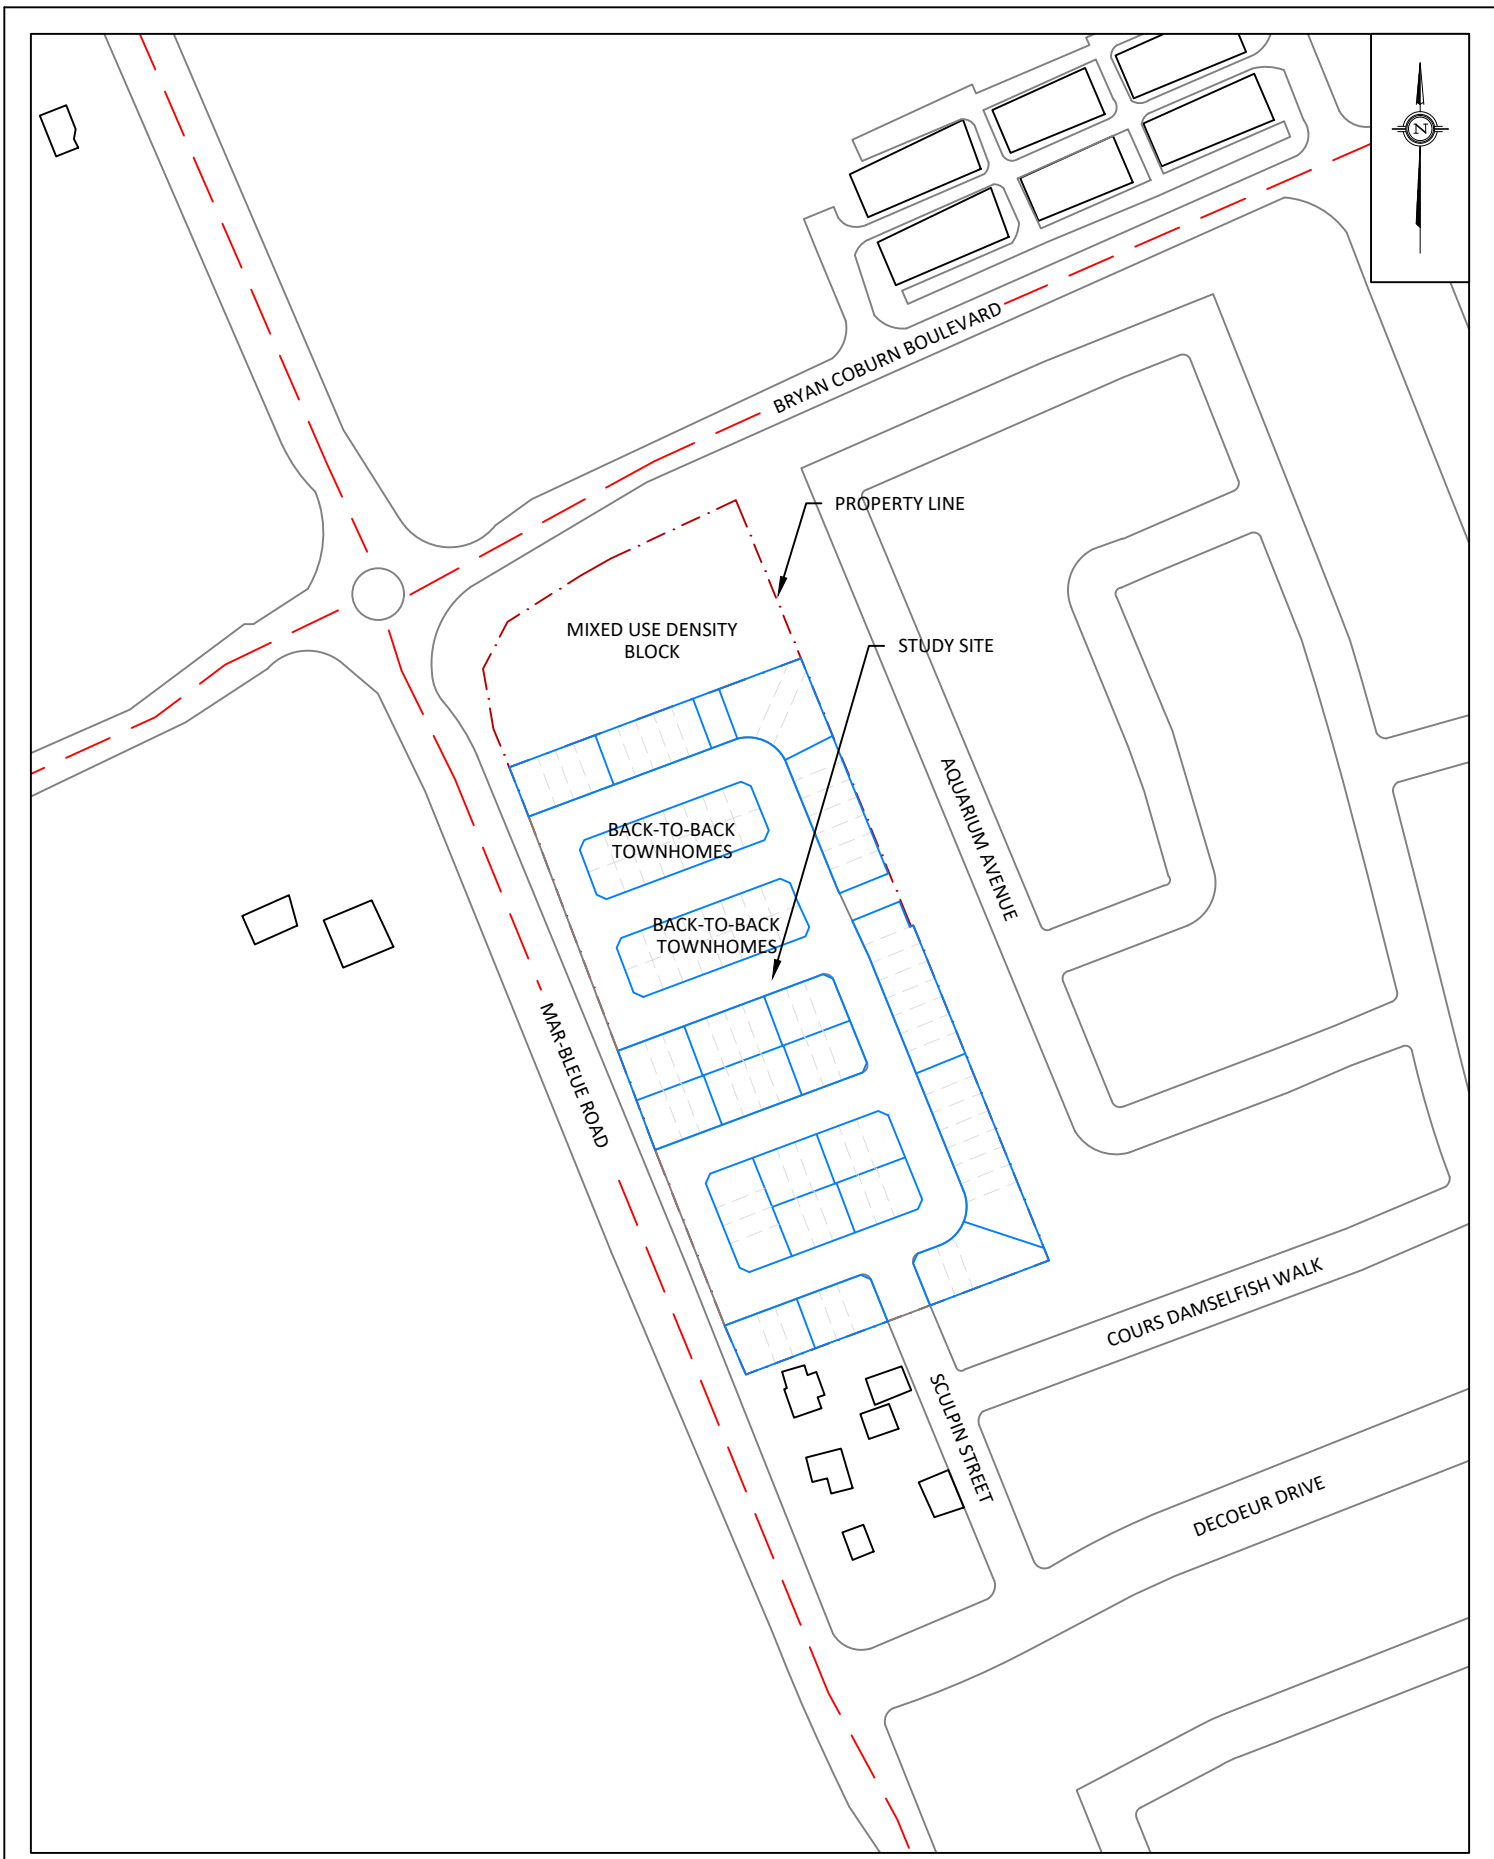 N
BRYAN COBURN BOULEVARD
PROPERTY LINE
MIXED USE DENSITY
BLOCK
STUDY SITE
AQUARIUM AVENUE
BACK-TO-BACK
TOWNHOMES
BACK-TO-BACK
TOWNHOMES
MAR-BLEUE ROAD
COURS DAMSELFISH WALK
SCULPIN STREET
DECOEUR DRIVE